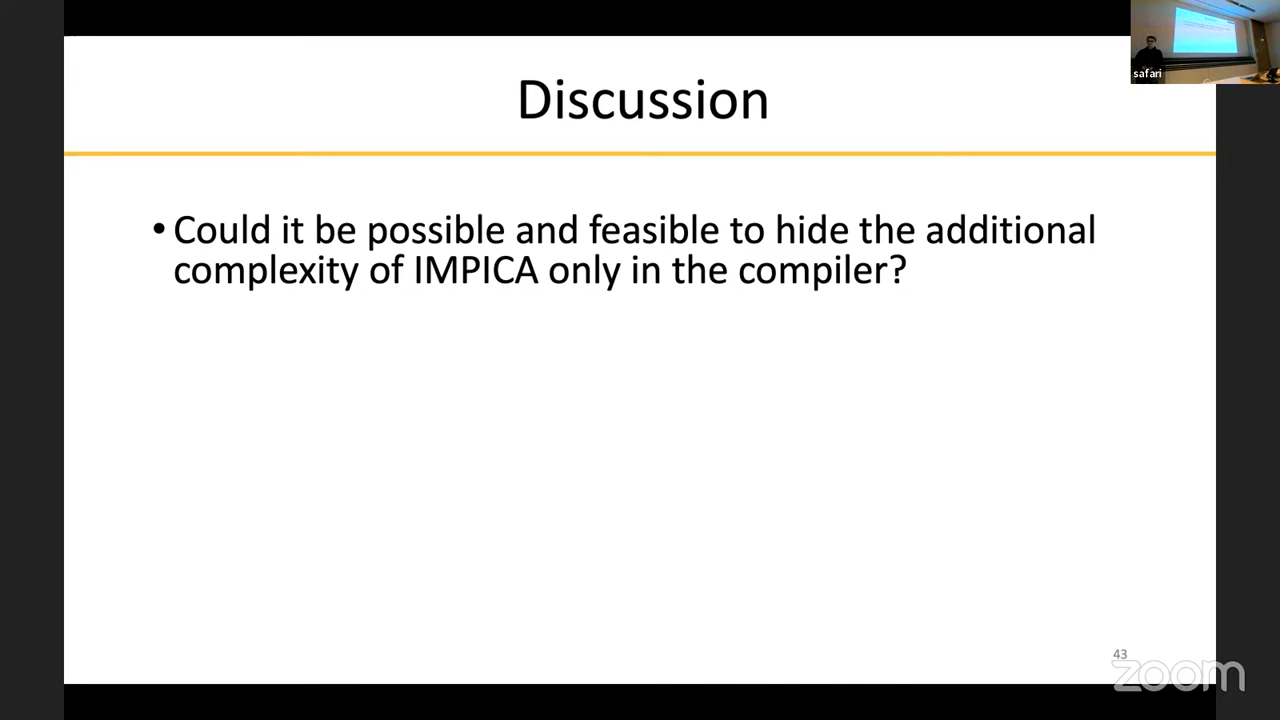 safari
Discussion
• Could it be possible and feasible to hide the additional
complexity of IMPICA only in the compiler?
43
zoom